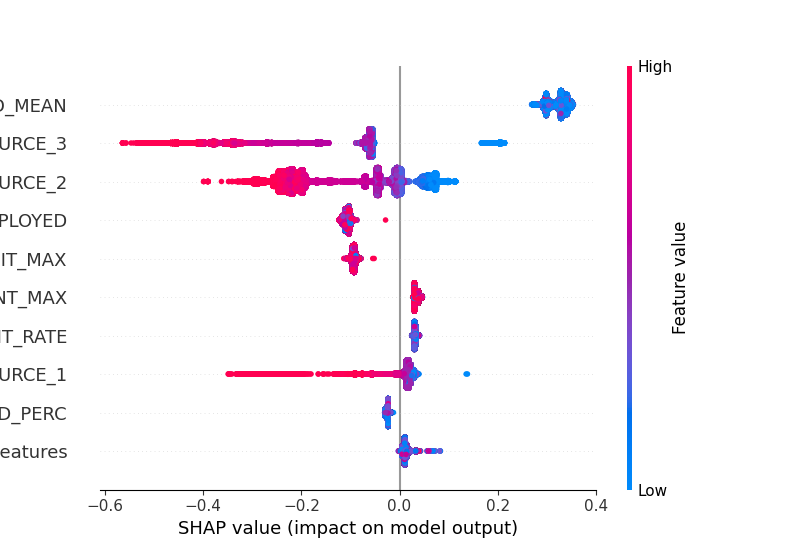 High
D_MEAN
URCE_3
URCE_2
PLOYED
IT_MAX
NT_MAX
IT_RATE
URCE_1
D_PERC
eatures
Feature value
Low
−0.6
−0.4
−0.2
0.0
0.2
0.4
SHAP value (impact on model output)